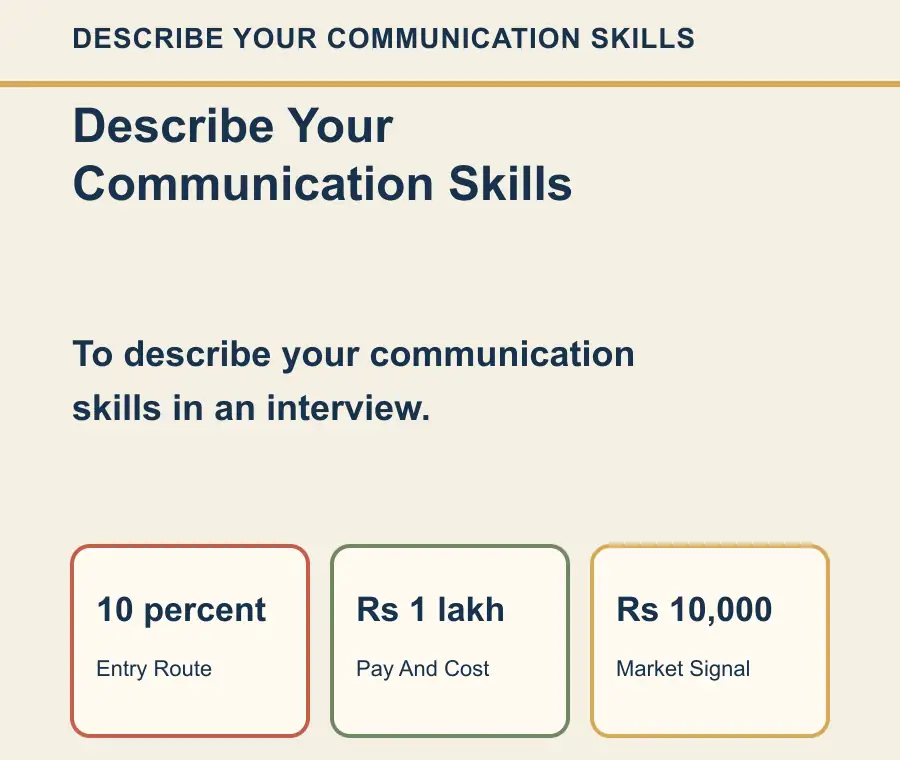 DESCRIBE YOUR COMMUNICATION SKILLS
Describe Your
Communication Skills
To describe your communication
skills in an interview.
10 percent
Entry Route
Rs 1 lakh
Pay And Cost
Rs 10,000
Market Signal